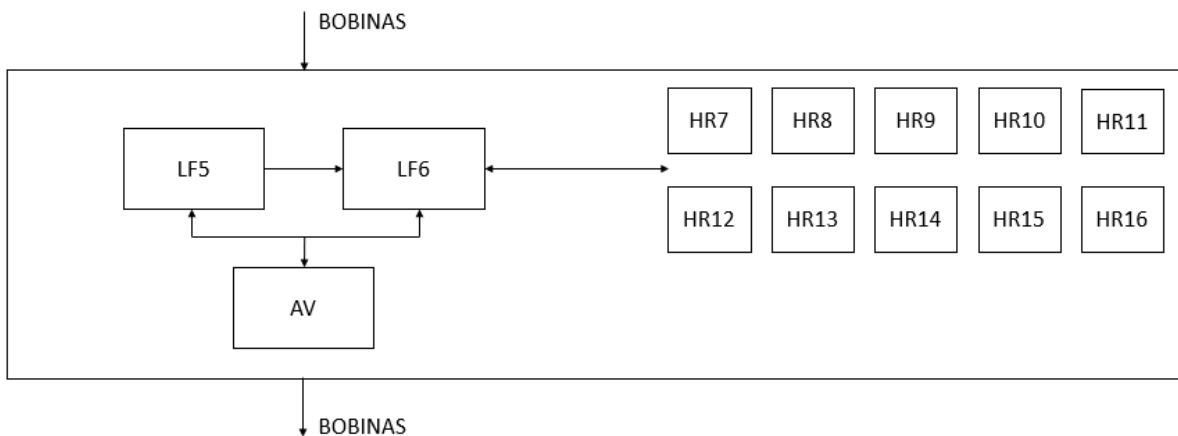 BOBINAS
HR7 HR8 HR9 HR10 HR11
LF5 LF6
HR12 HR13 HR14 HR15 HR16
AV
BOBINAS